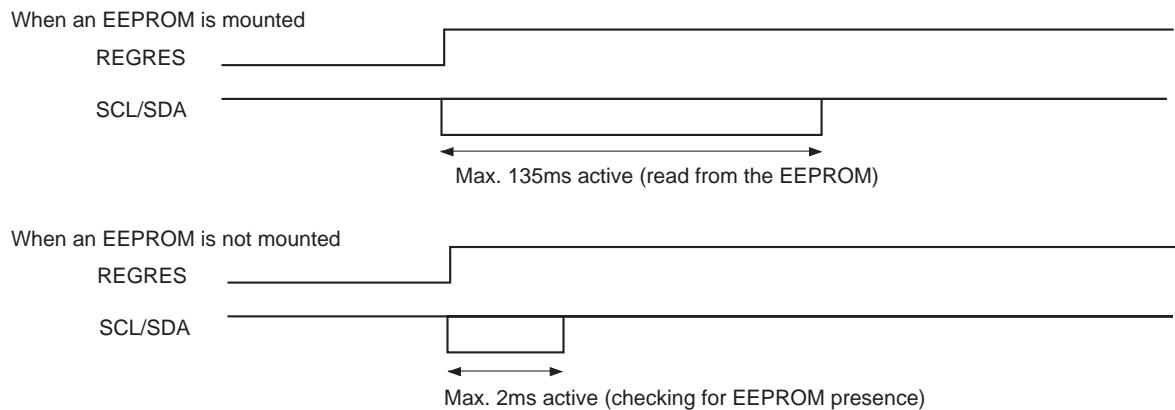 When an EEPROM is mounted
REGRES
SCL/SDA
Max. 135ms active (read from the EEPROM)
When an EEPROM is not mounted
REGRES
SCL/SDA
Max. 2ms active (checking for EEPROM presence)